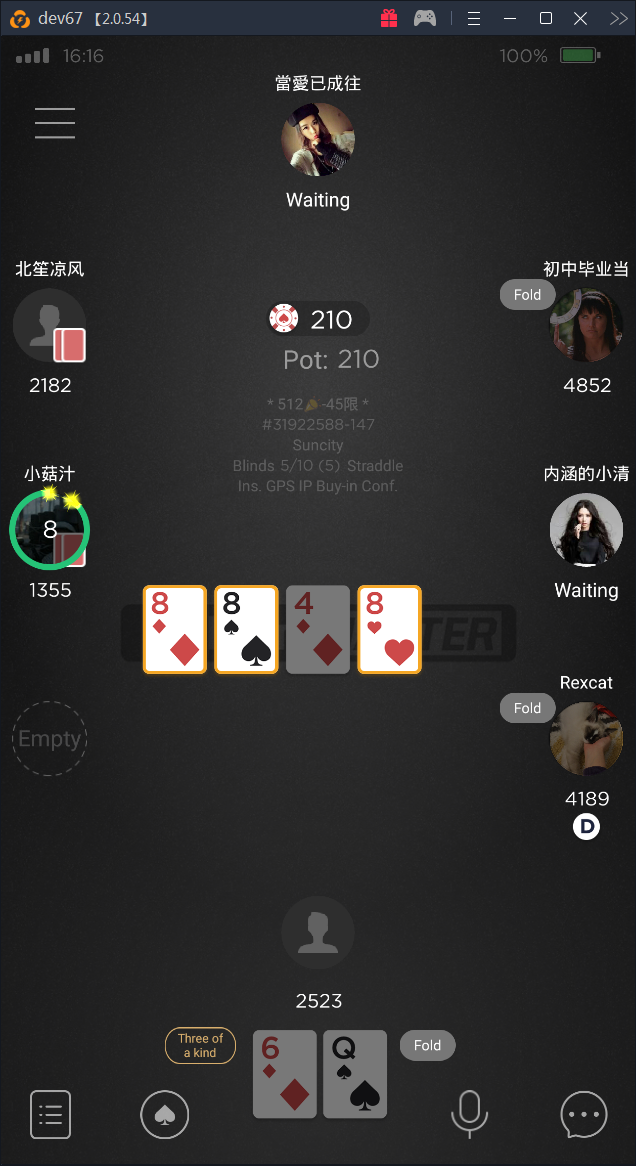 dev67 【2.0.54】
16:16
100%
當愛已成往
Waiting
北笙凉风
2182
初中毕业当
Fold
4852
210
Pot: 210
* 512🎉-45限 *
#31922588-147
Suncity
Blinds 5/10 (5) Straddle
Ins. GPS IP Buy-in Conf.
小菇汁
8
1355
内涵的小清
Waiting
8
8
4
8
TER
Empty
Rexcat
Fold
4189
D
2523
Three of
a kind
6
Q
Fold